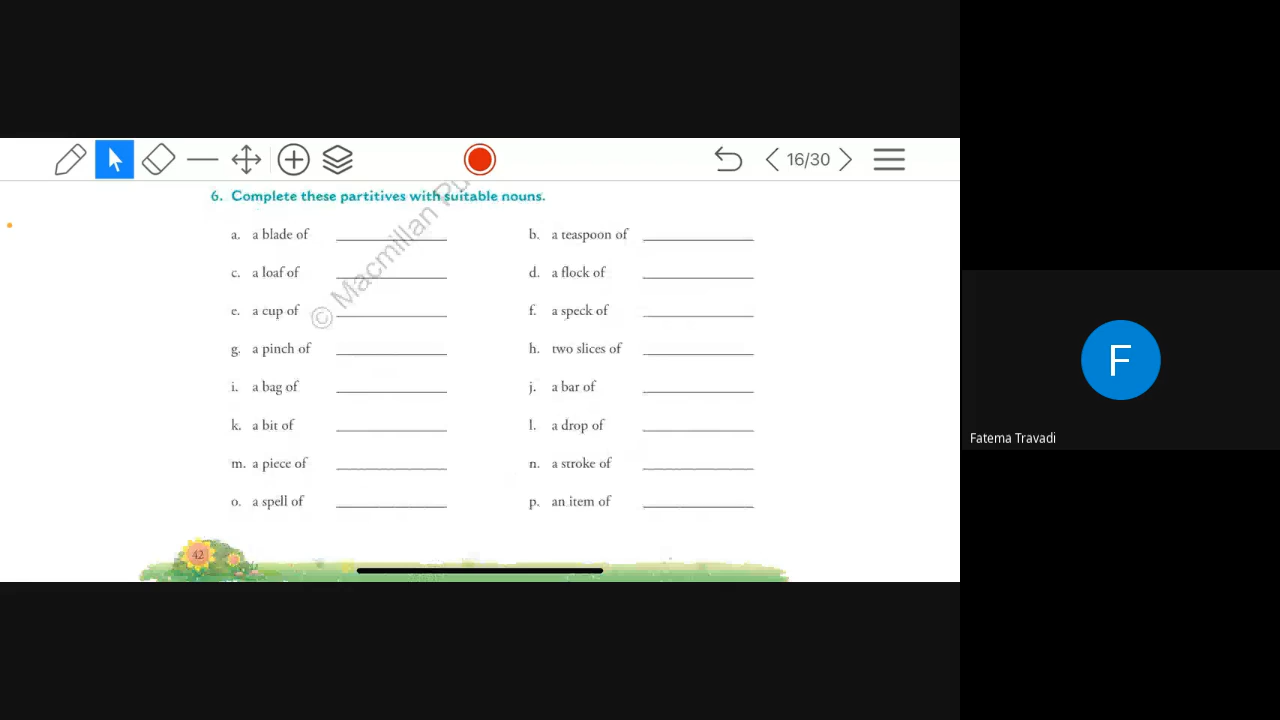 16/30
6. Complete these partitives with suitable nouns.
a. a blade of
b. a teaspoon of
c. a loaf of
d. a flock of
e. a cup of
f. a speck of
g. a pinch of
h. two slices of
i. a bag of
j. a bar of
k. a bit of
l. a drop of
m. a piece of
n. a stroke of
o. a spell of
p. an item of
© Macmillan Pu
42
F
Fatema Travadi